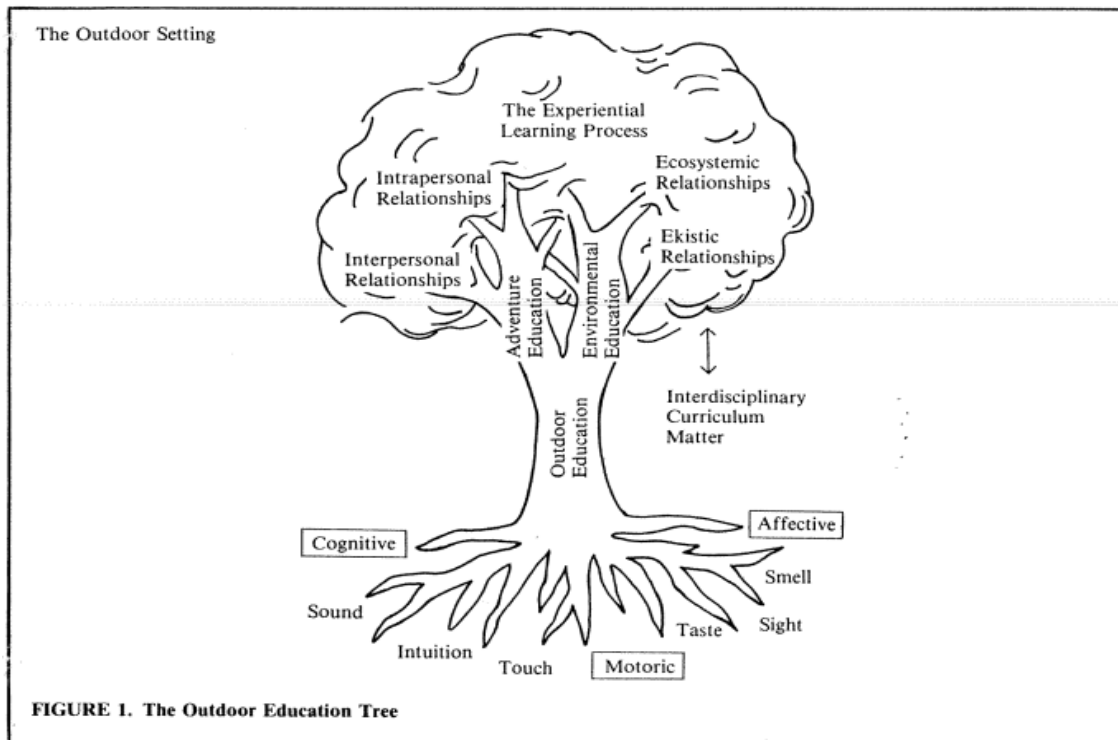 The Outdoor Setting
The Experiential
Learning Process
Intrapersonal
Relationships
Ecosystemic
Relationships
Interpersonal
Relationships
Ekistic
Relationships
Adventure
Education
Environmental
Education
Outdoor
Education
Interdisciplinary
Curriculum
Matter
Cognitive
Affective
Sound
Intuition
Touch
Motoric
Taste
Sight
Smell
FIGURE 1. The Outdoor Education Tree